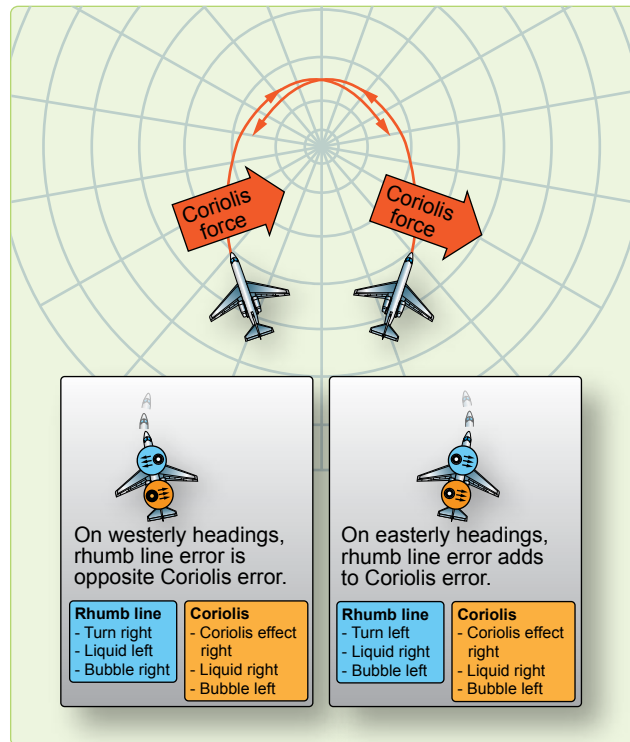 Coriolis
force
Coriolis
force
On westerly headings,
rhumb line error is
opposite Coriolis error.
Rhumb line
- Turn right
- Liquid left
- Bubble right
Coriolis
- Coriolis effect
right
- Liquid right
- Bubble left
On easterly headings,
rhumb line error adds
to Coriolis error.
Rhumb line
- Turn left
- Liquid right
- Bubble left
Coriolis
- Coriolis effect
right
- Liquid right
- Bubble left